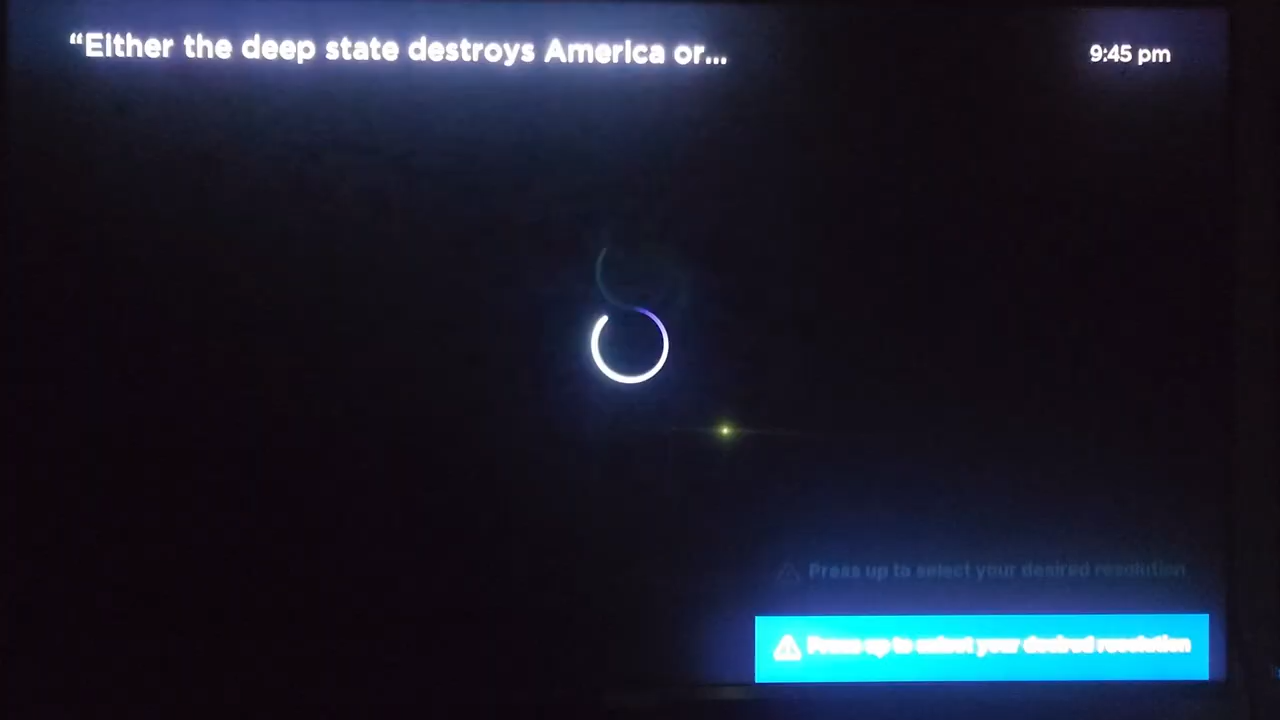 “Either the deep state destroys America or...
9:45 pm
Press up to select your desired resolution
Press up to select your desired resolution